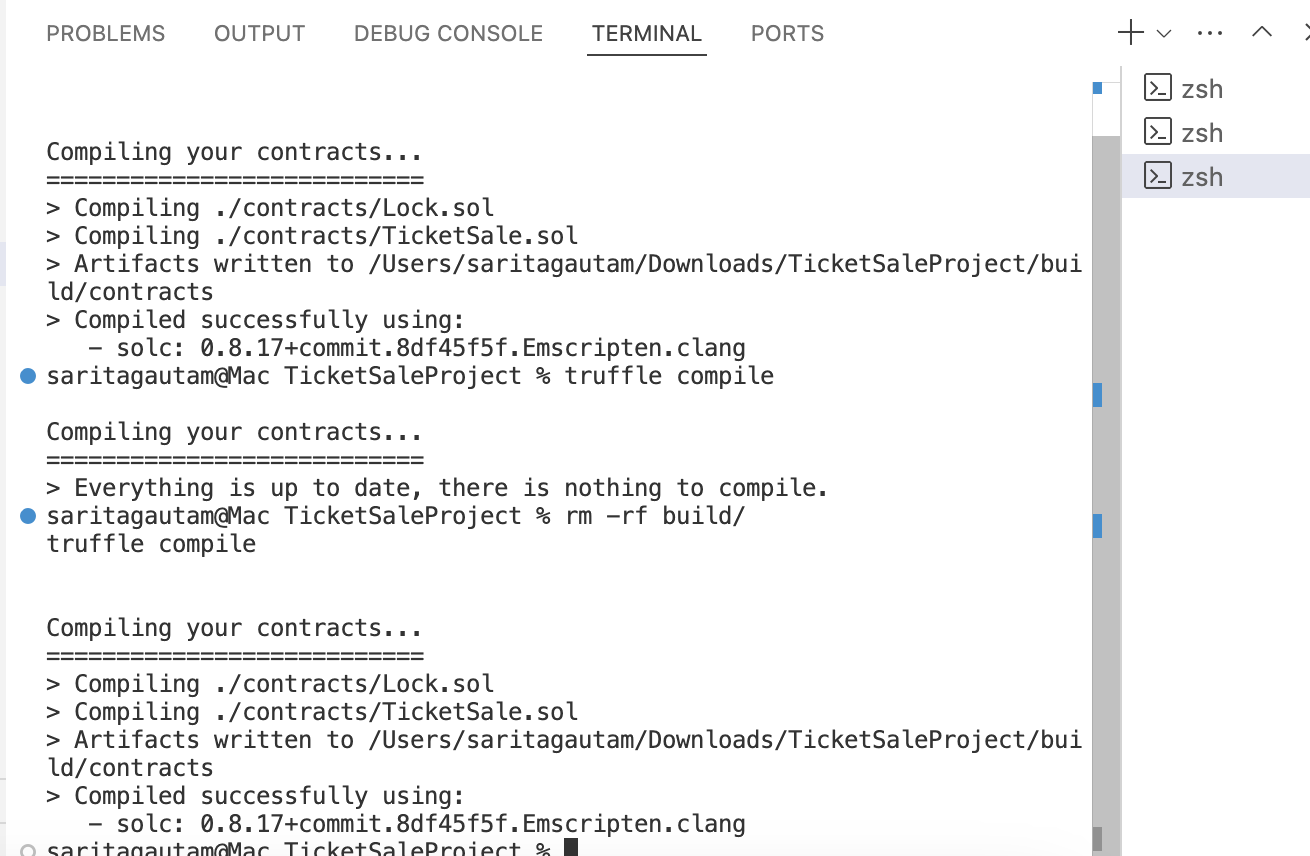 PROBLEMS OUTPUT DEBUG CONSOLE TERMINAL PORTS
Compiling your contracts...
===========================
> Compiling ./contracts/Lock.sol
> Compiling ./contracts/TicketSale.sol
> Artifacts written to /Users/saritagautam/Downloads/TicketSaleProject/bui
ld/contracts
> Compiled successfully using:
   - solc: 0.8.17+commit.8df45f5f.Emscripten.clang
saritagautam@Mac TicketSaleProject % truffle compile
Compiling your contracts...
===========================
> Everything is up to date, there is nothing to compile.
saritagautam@Mac TicketSaleProject % rm -rf build/
truffle compile
Compiling your contracts...
===========================
> Compiling ./contracts/Lock.sol
> Compiling ./contracts/TicketSale.sol
> Artifacts written to /Users/saritagautam/Downloads/TicketSaleProject/bui
ld/contracts
> Compiled successfully using:
   - solc: 0.8.17+commit.8df45f5f.Emscripten.clang
saritagautam@Mac TicketSaleProject %
zsh
zsh
zsh